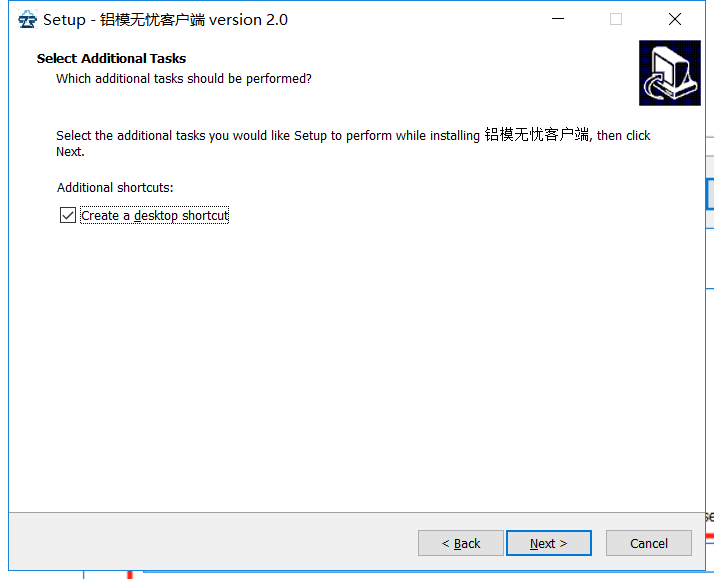 Setup - 铝模无忧客户端 version 2.0
Select Additional Tasks
Which additional tasks should be performed?
Select the additional tasks you would like Setup to perform while installing 铝模无忧客户端, then click
Next.
Additional shortcuts:
Create a desktop shortcut
< Back
Next >
Cancel